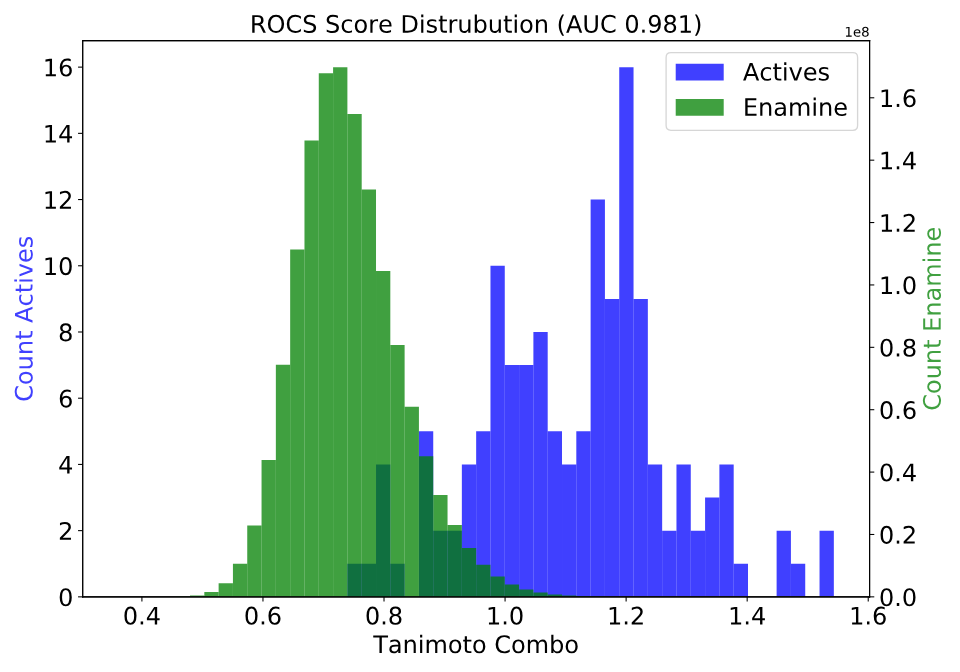 ROCS Score Distrubution (AUC 0.981)
1e8
Actives
Enamine
Count Actives
16
14
12
10
8
6
4
2
0
1.6
1.4
1.2
1.0
0.8
0.6
0.4
0.2
0.0
Count Enamine
0.4 0.6 0.8 1.0 1.2 1.4 1.6
Tanimoto Combo